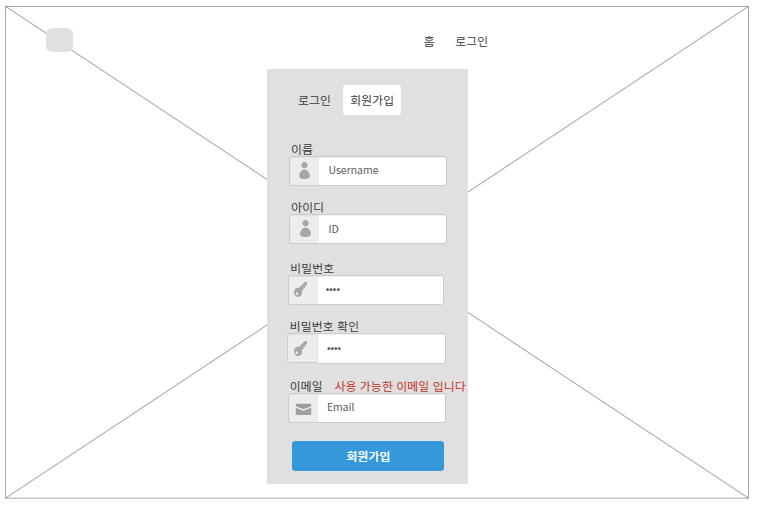 홈 로그인
로그인 회원가입
이름
Username
아이디
ID
비밀번호
••••
비밀번호 확인
••••
이메일 사용 가능한 이메일 입니다
Email
회원가입